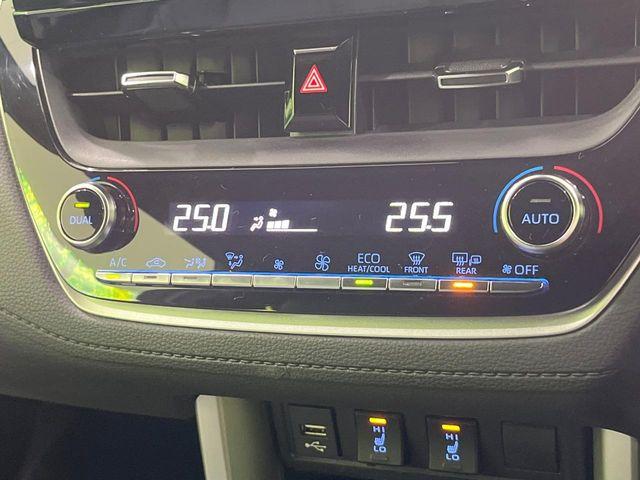 DUAL
25.0
25.5
AUTO
A/C
ECO
HEAT/COOL
FRONT
REAR
OFF
HI
LO
HI
LO